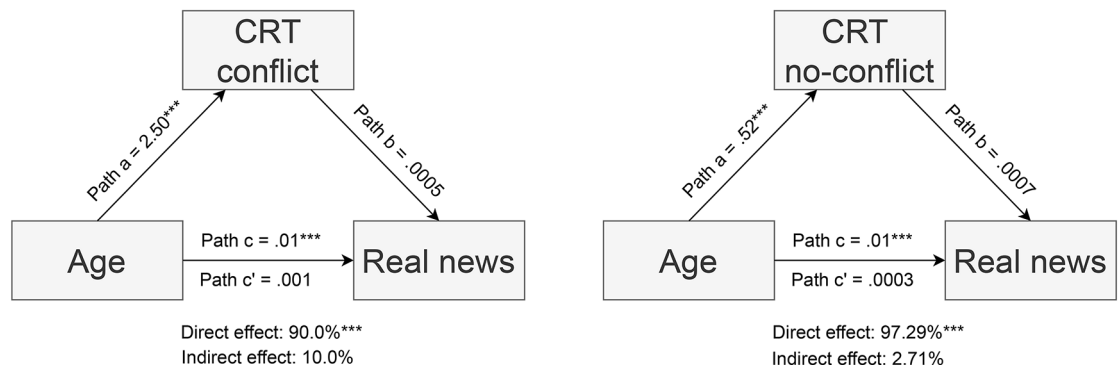 CRT
conflict
Path a = 2.50***
Path b = .0005
Age
Path c = .01***
Path c' = .001
Real news
Direct effect: 90.0%***
Indirect effect: 10.0%
CRT
no-conflict
Path a = .52***
Path b = .0007
Age
Path c = .01***
Path c' = .0003
Real news
Direct effect: 97.29%***
Indirect effect: 2.71%